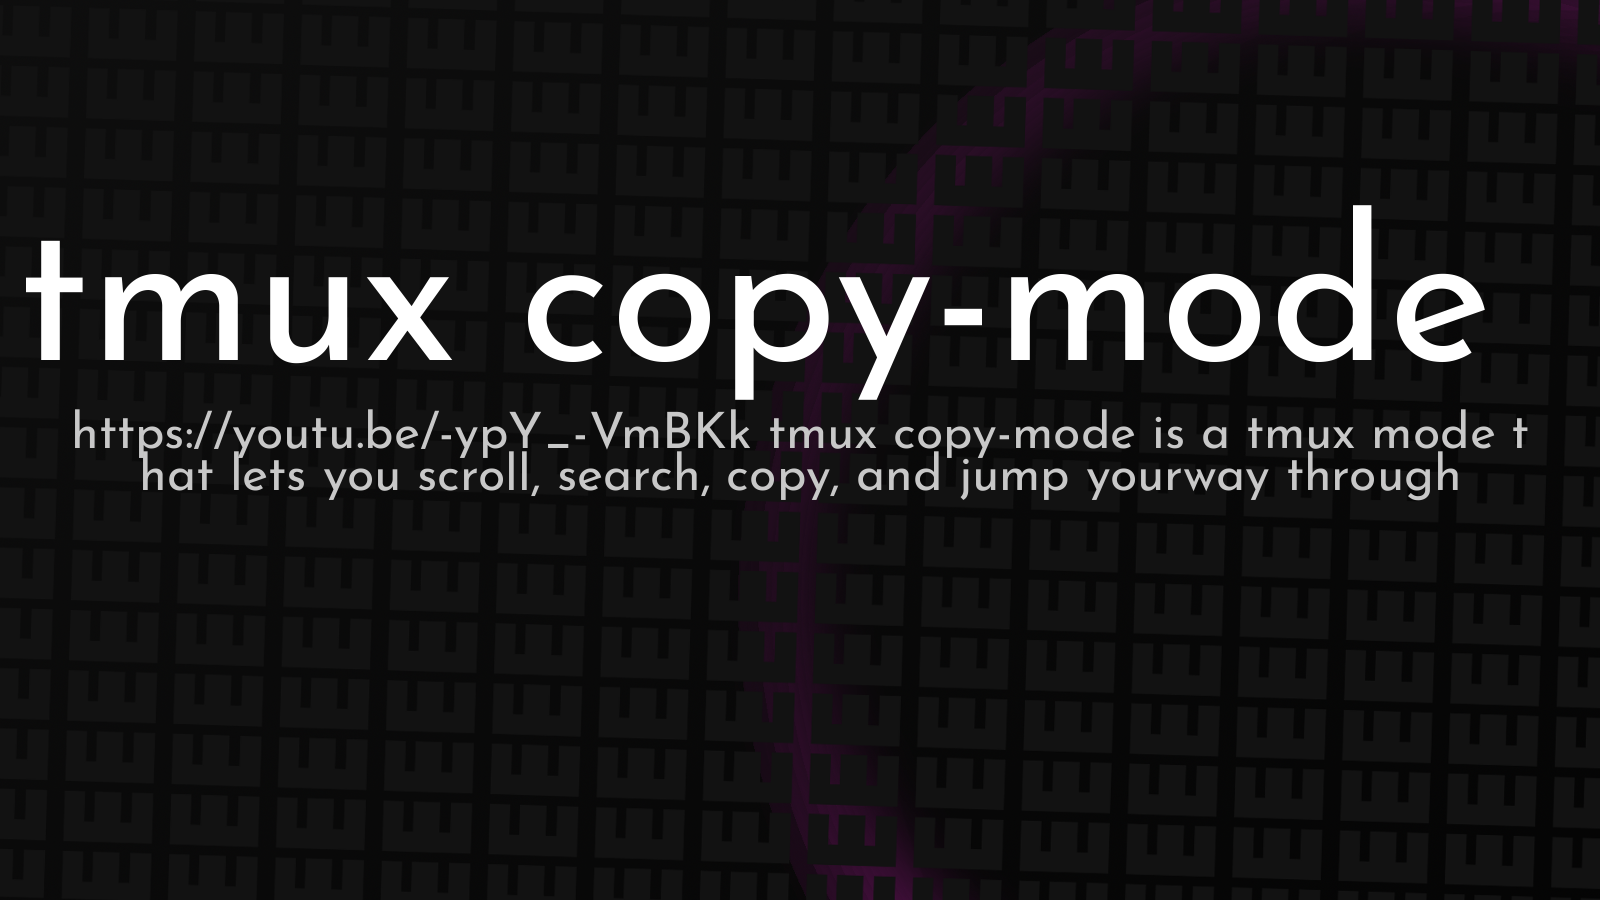 tmux copy-mode
https://youtu.be/-ypY_-VmBKk tmux copy-mode is a tmux mode t
hat lets you scroll, search, copy, and jump yourway through